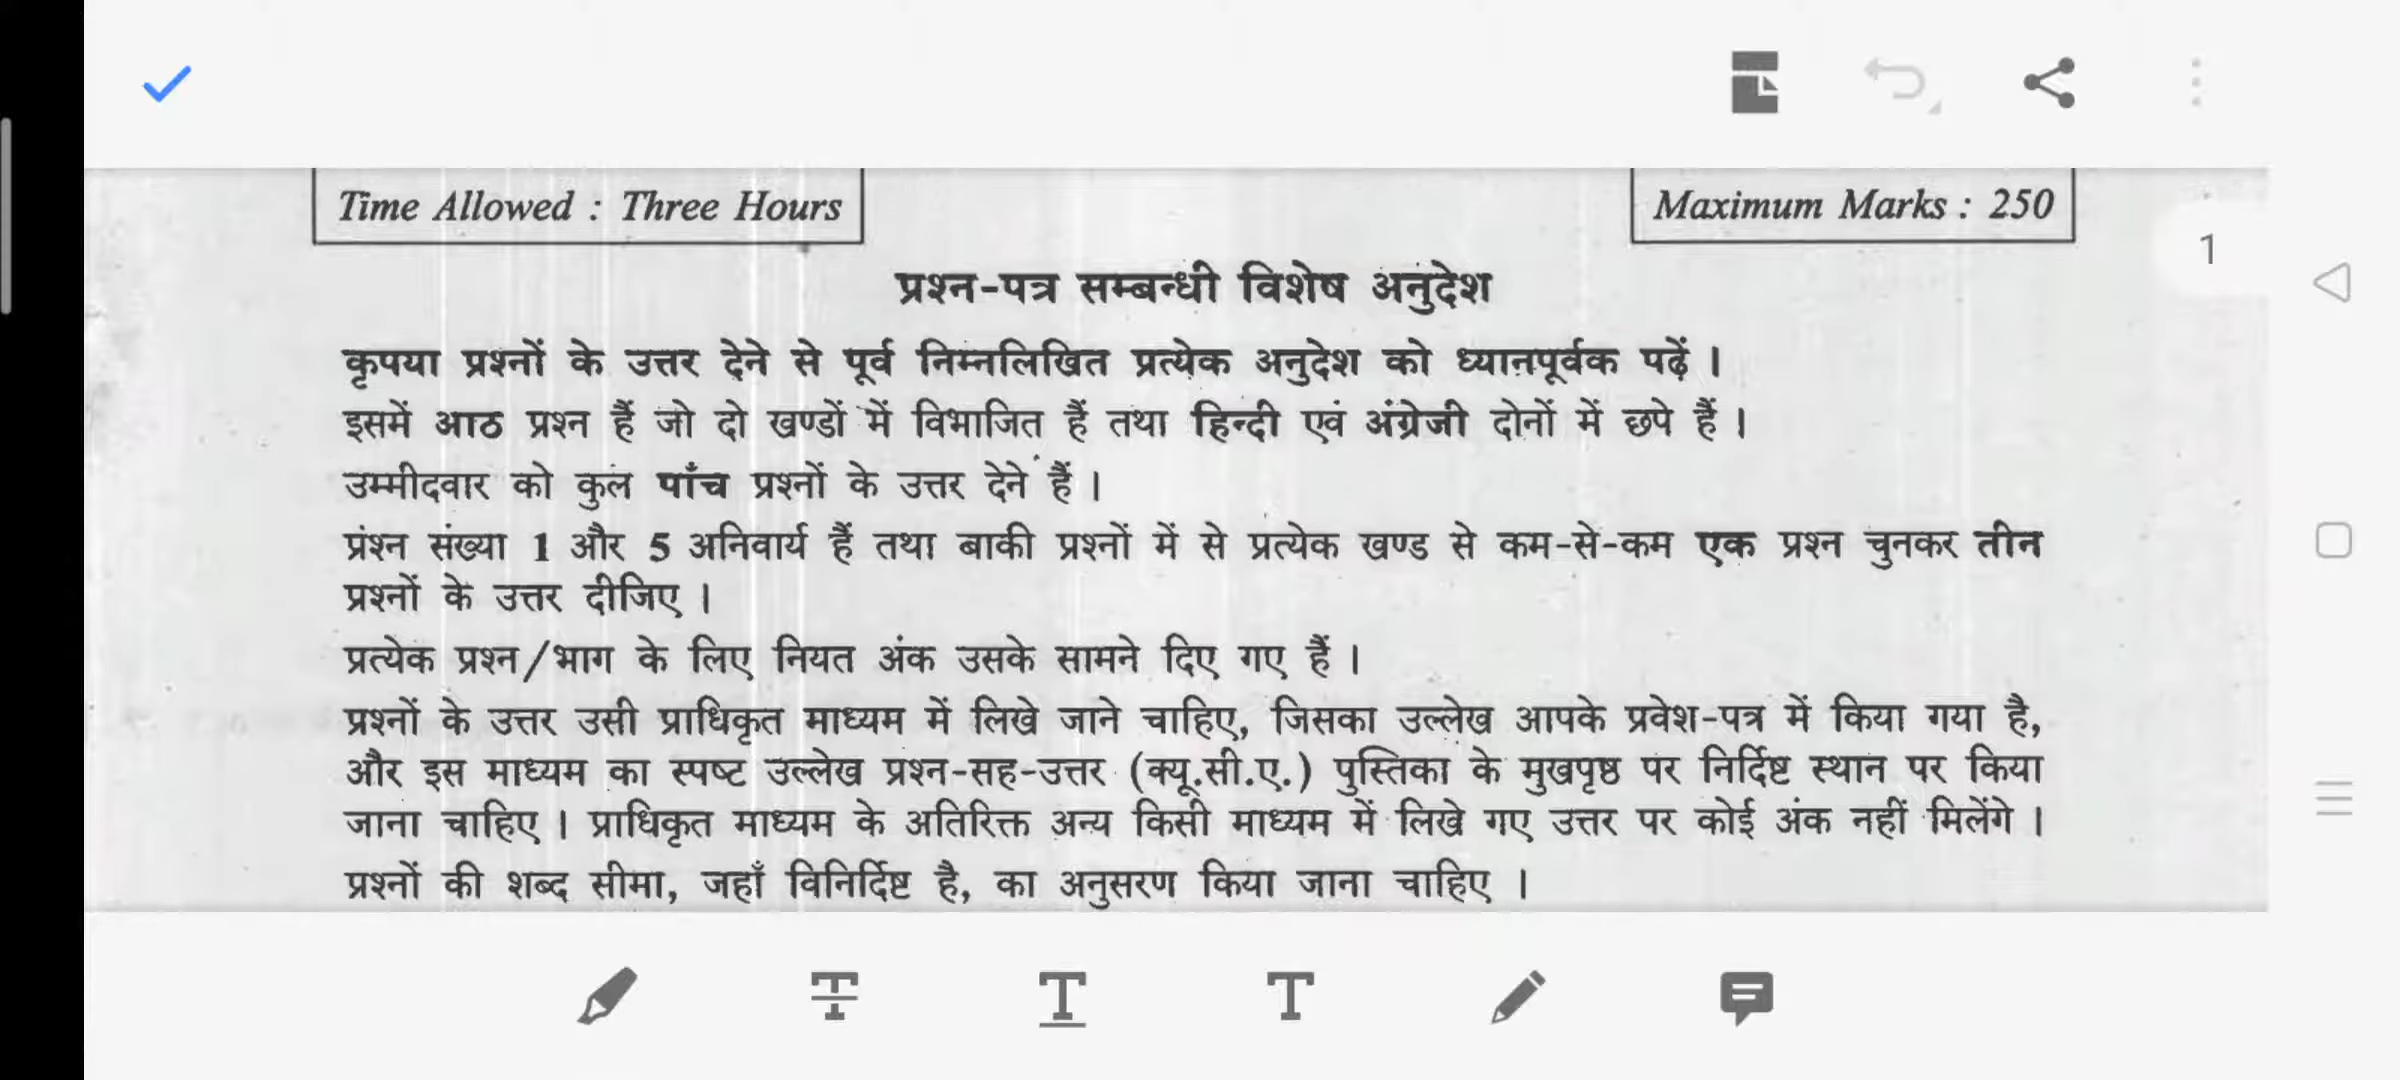 Time Allowed : Three Hours
Maximum Marks : 250
1
प्रश्न-पत्र सम्बन्धी विशेष अनुदेश
कृपया प्रश्नों के उत्तर देने से पूर्व निम्नलिखित प्रत्येक अनुदेश को ध्यानपूर्वक पढ़ें ।
इसमें आठ प्रश्न हैं जो दो खण्डों में विभाजित हैं तथा हिन्दी एवं अंग्रेजी दोनों में छपे हैं ।
उम्मीदवार को कुल पाँच प्रश्नों के उत्तर देने हैं ।
प्रश्न संख्या 1 और 5 अनिवार्य हैं तथा बाकी प्रश्नों में से प्रत्येक खण्ड से कम-से-कम एक प्रश्न चुनकर तीन
प्रश्नों के उत्तर दीजिए ।
प्रत्येक प्रश्न/भाग के लिए नियत अंक उसके सामने दिए गए हैं ।
प्रश्नों के उत्तर उसी प्राधिकृत माध्यम में लिखे जाने चाहिए, जिसका उल्लेख आपके प्रवेश-पत्र में किया गया है,
और इस माध्यम का स्पष्ट उल्लेख प्रश्न-सह-उत्तर (क्यू.सी.ए.) पुस्तिका के मुखपृष्ठ पर निर्दिष्ट स्थान पर किया
जाना चाहिए । प्राधिकृत माध्यम के अतिरिक्त अन्य किसी माध्यम में लिखे गए उत्तर पर कोई अंक नहीं मिलेंगे ।
प्रश्नों की शब्द सीमा, जहाँ विनिर्दिष्ट है, का अनुसरण किया जाना चाहिए ।